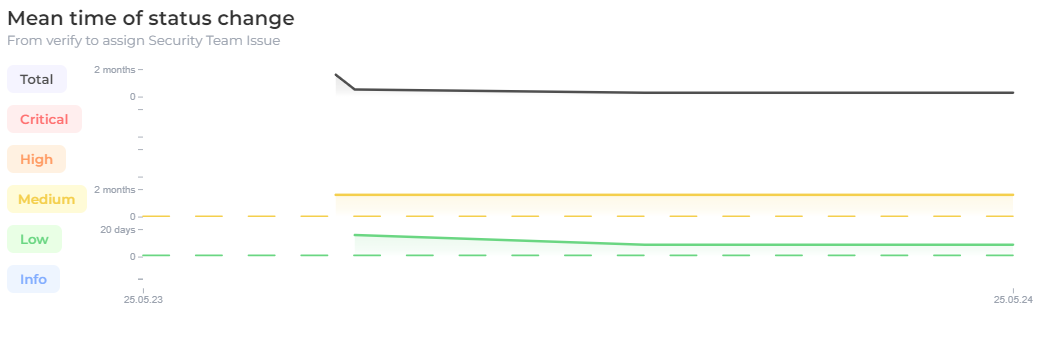 Mean time of status change
From verify to assign Security Team Issue
Total
2 months
0
Critical
High
Medium
2 months
0
Low
20 days
0
Info
25.05.23
25.05.24